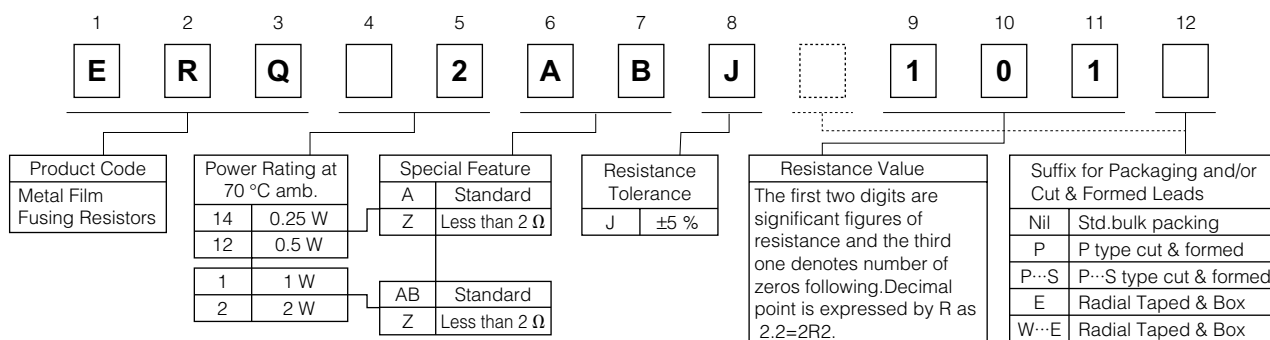 1 2 3 4 5 6 7 8 9 10 11 12
E R Q 2 A B J 1 0 1
Product Code
Metal Film
Fusing Resistors
Power Rating at
70 °C amb.
14 0.25 W
12 0.5 W
1 1 W
2 2 W
Special Feature
A Standard
Z Less than 2 Ω
AB Standard
Z Less than 2 Ω
Resistance
Tolerance
J ±5 %
Resistance Value
The first two digits are
significant figures of
resistance and the third
one denotes number of
zeros following.Decimal
point is expressed by R as
2.2=2R2.
Suffix for Packaging and/or
Cut & Formed Leads
Nil Std.bulk packing
P P type cut & formed
P···S P···S type cut & formed
E Radial Taped & Box
W···E Radial Taped & Box